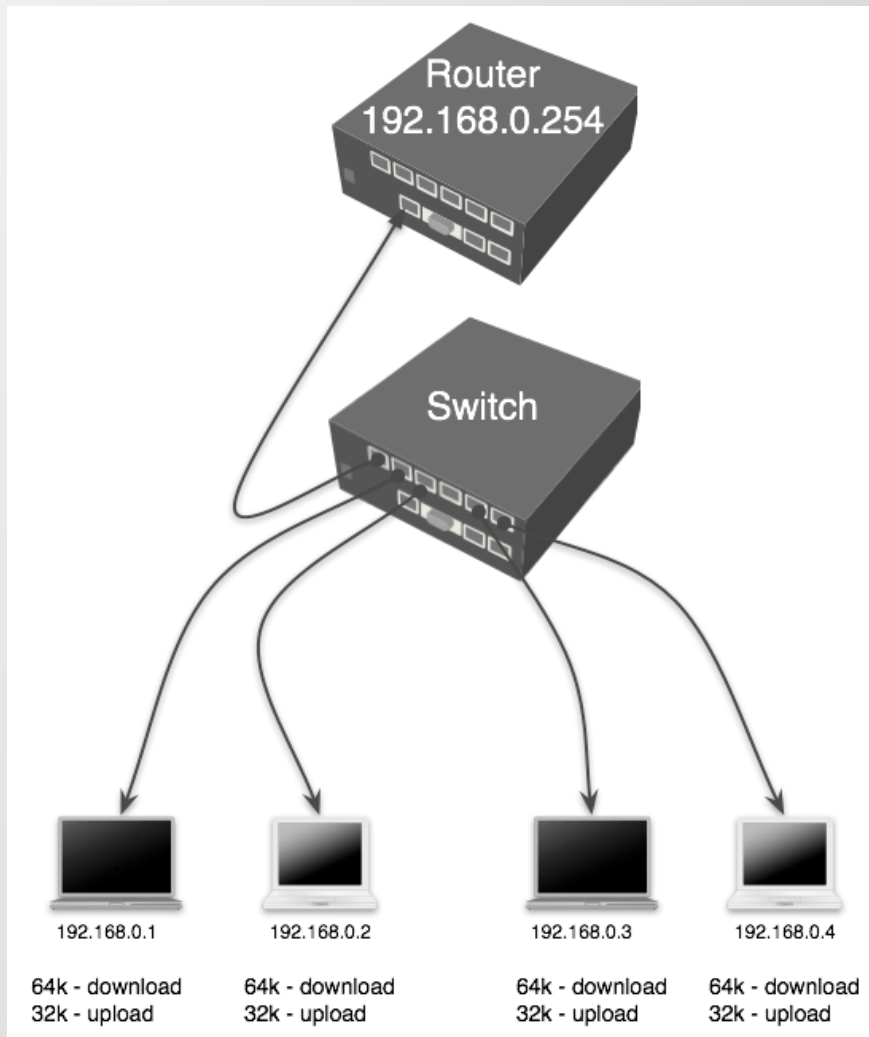 Router
192.168.0.254
Switch
192.168.0.1
192.168.0.2
192.168.0.3
192.168.0.4
64k - download
32k - upload
64k - download
32k - upload
64k - download
32k - upload
64k - download
32k - upload